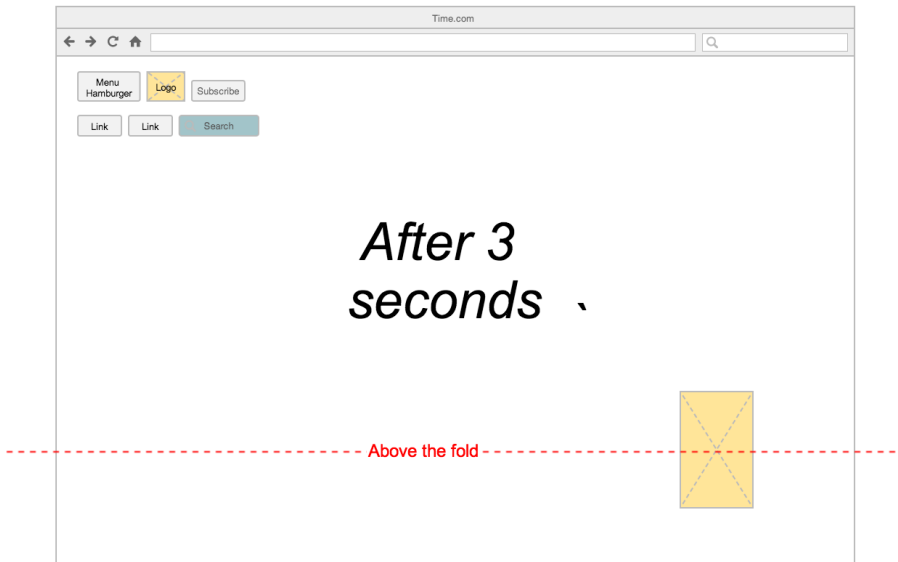 Time.com
Menu
Hamburger
Logo
Subscribe
Link
Link
Search
After 3
seconds `
Above the fold